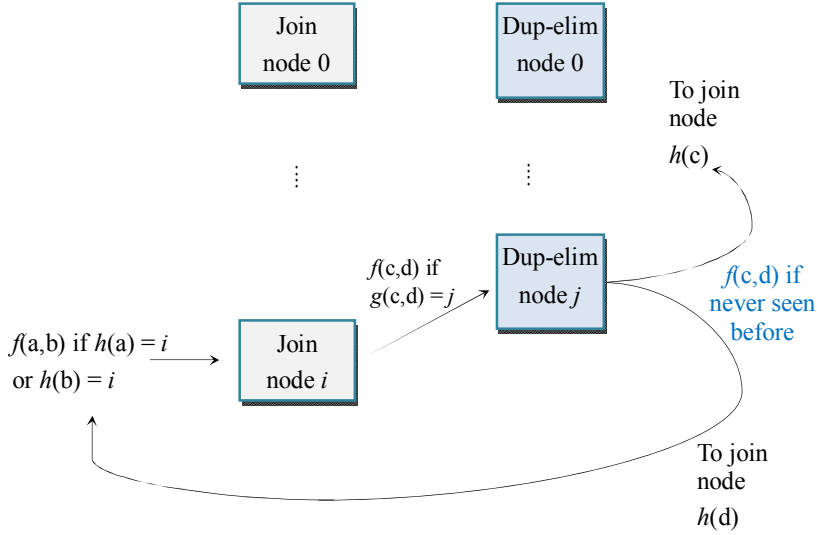 Join
node 0
Dup-elim
node 0
To join
node
h(c)
f(c,d) if
g(c,d) = j
Dup-elim
node j
f(c,d) if
never seen
before
f(a,b) if h(a) = i
or h(b) = i
Join
node i
To join
node
h(d)